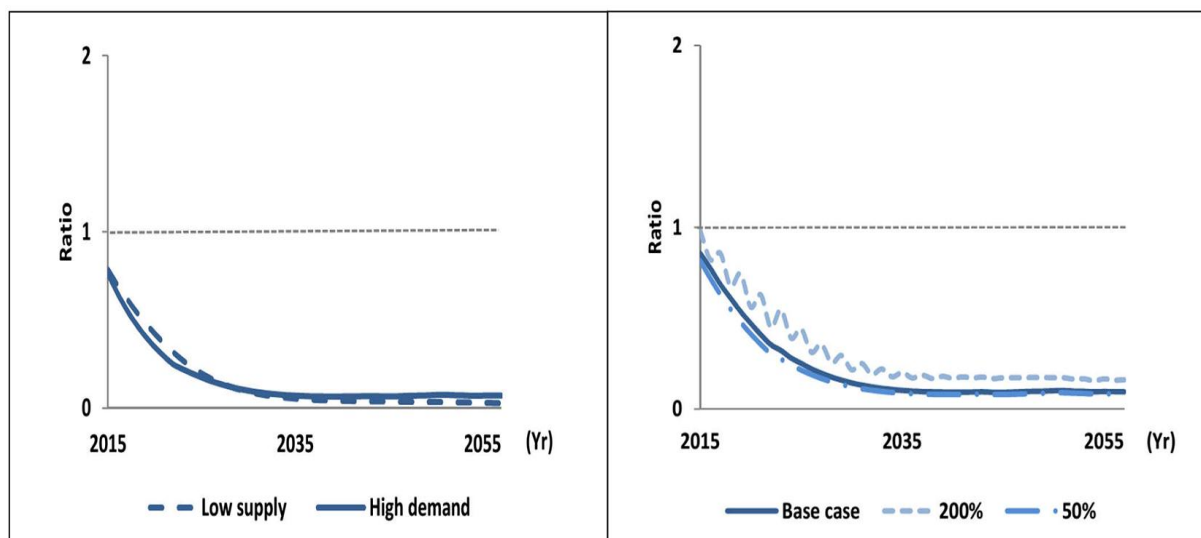 2
1
0
Ratio
2015 2035 2055 (Yr)
Low supply High demand
2
1
0
Ratio
2015 2035 2055 (Yr)
Base case 200% 50%